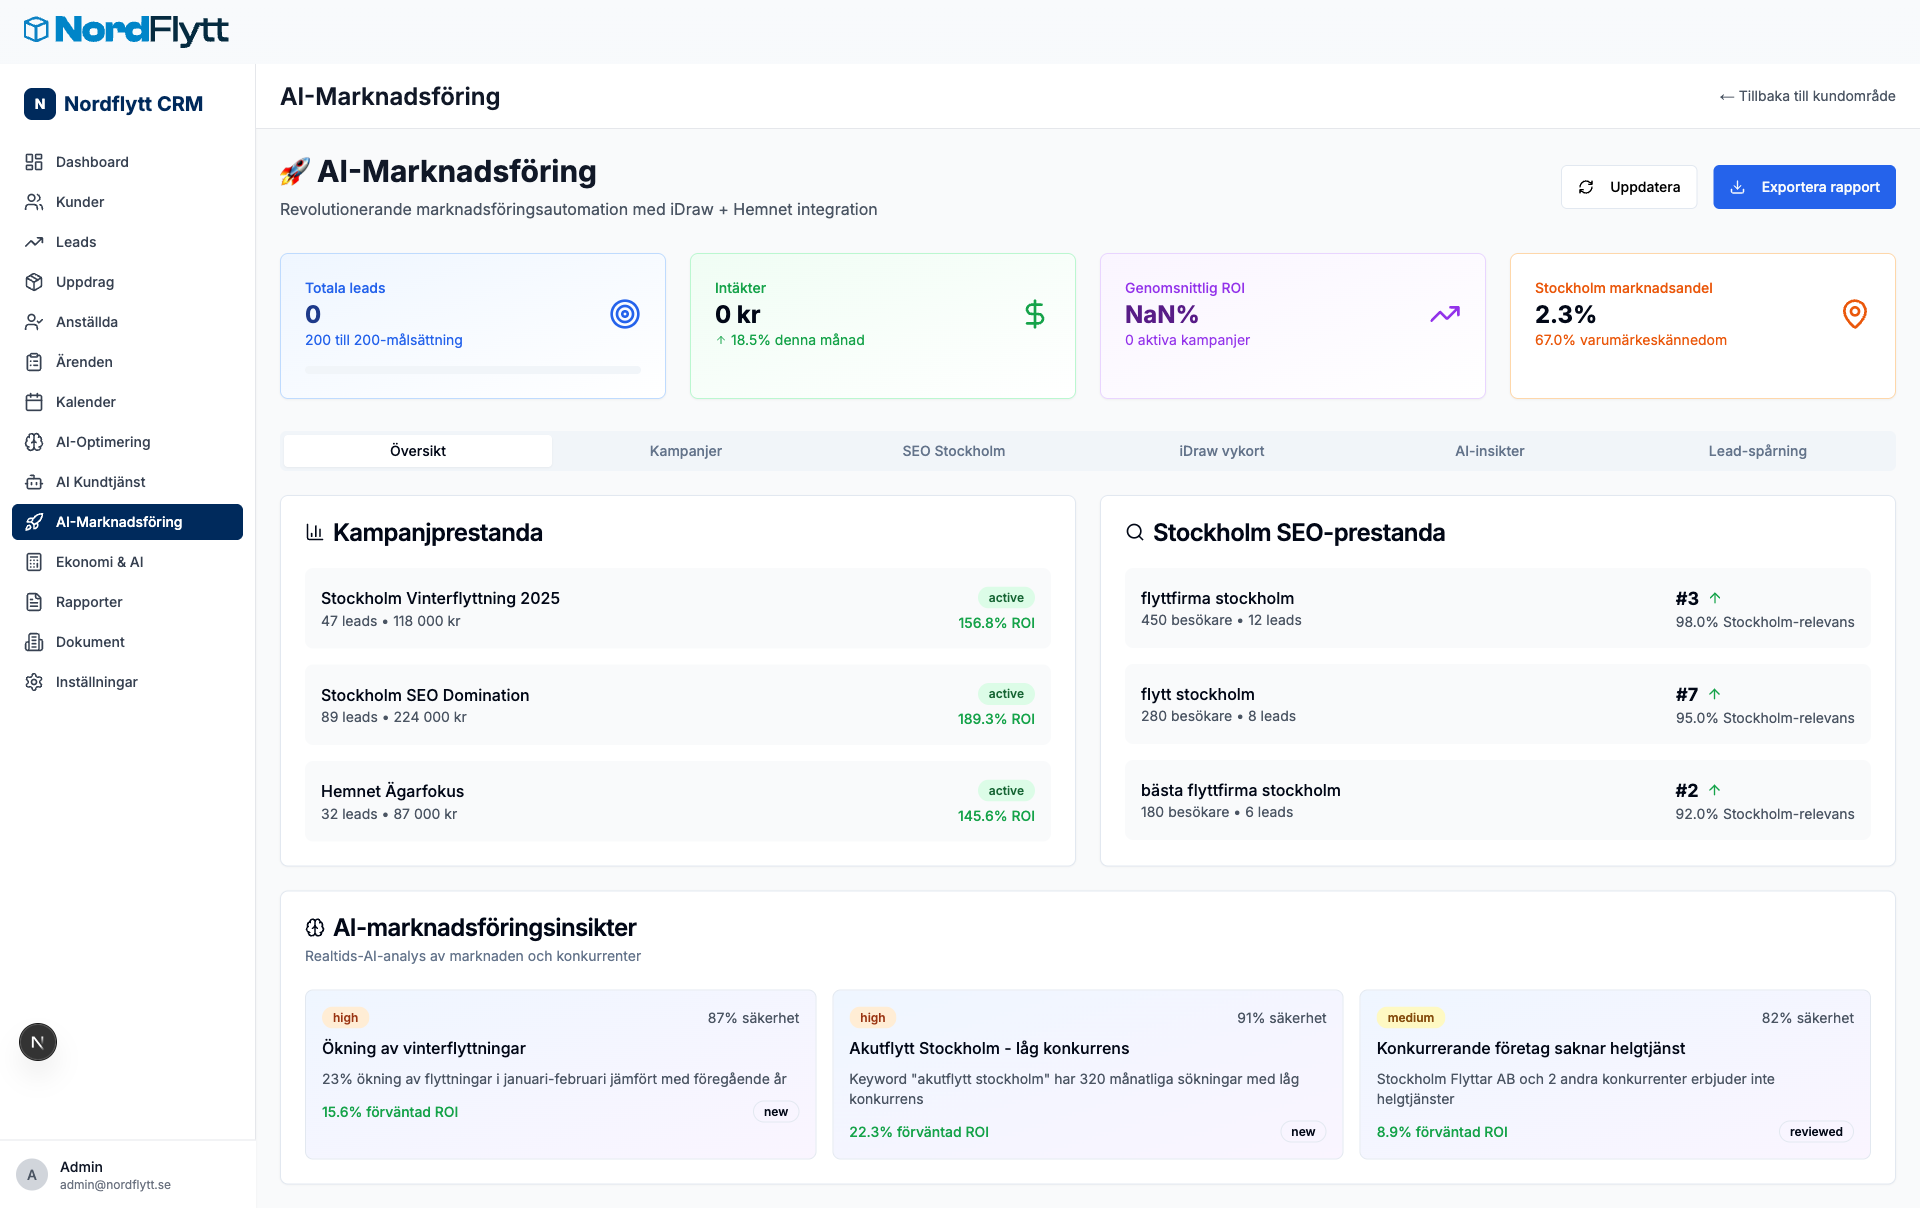 NordFlytt
N
Nordflytt CRM
Dashboard
Kunder
Leads
Uppdrag
Anställda
Ärenden
Kalender
AI-Optimering
AI Kundtjänst
AI-Marknadsföring
Ekonomi & AI
Rapporter
Dokument
Inställningar
N
A
Admin
admin@nordflytt.se
AI-Marknadsföring
← Tillbaka till kundområde
🚀 AI-Marknadsföring
Revolutionerande marknadsföringsautomation med iDraw + Hemnet integration
Uppdatera
Exportera rapport
Totala leads
0
200 till 200-målsättning
Intäkter
0 kr
↑ 18.5% denna månad
Genomsnittlig ROI
NaN%
0 aktiva kampanjer
Stockholm marknadsandel
2.3%
67.0% varumärkeskännedom
Översikt
Kampanjer
SEO Stockholm
iDraw vykort
AI-insikter
Lead-spårning
Kampanjprestanda
Stockholm Vinterflyttning 2025
47 leads • 118 000 kr
active
156.8% ROI
Stockholm SEO Domination
89 leads • 224 000 kr
active
189.3% ROI
Hemnet Ägarfokus
32 leads • 87 000 kr
active
145.6% ROI
Stockholm SEO-prestanda
flyttfirma stockholm
450 besökare • 12 leads
#3 ↑
98.0% Stockholm-relevans
flytt stockholm
280 besökare • 8 leads
#7 ↑
95.0% Stockholm-relevans
bästa flyttfirma stockholm
180 besökare • 6 leads
#2 ↑
92.0% Stockholm-relevans
AI-marknadsföringsinsikter
Realtids-AI-analys av marknaden och konkurrenter
high
87% säkerhet
Ökning av vinterflyttningar
23% ökning av flyttningar i januari-februari jämfört med föregående år
15.6% förväntad ROI
new
high
91% säkerhet
Akutflytt Stockholm - låg konkurrens
Keyword "akutflytt stockholm" har 320 månatliga sökningar med låg
konkurrens
22.3% förväntad ROI
new
medium
82% säkerhet
Konkurrerande företag saknar helgtjänst
Stockholm Flyttar AB och 2 andra konkurrenter erbjuder inte
helgtjänster
8.9% förväntad ROI
reviewed